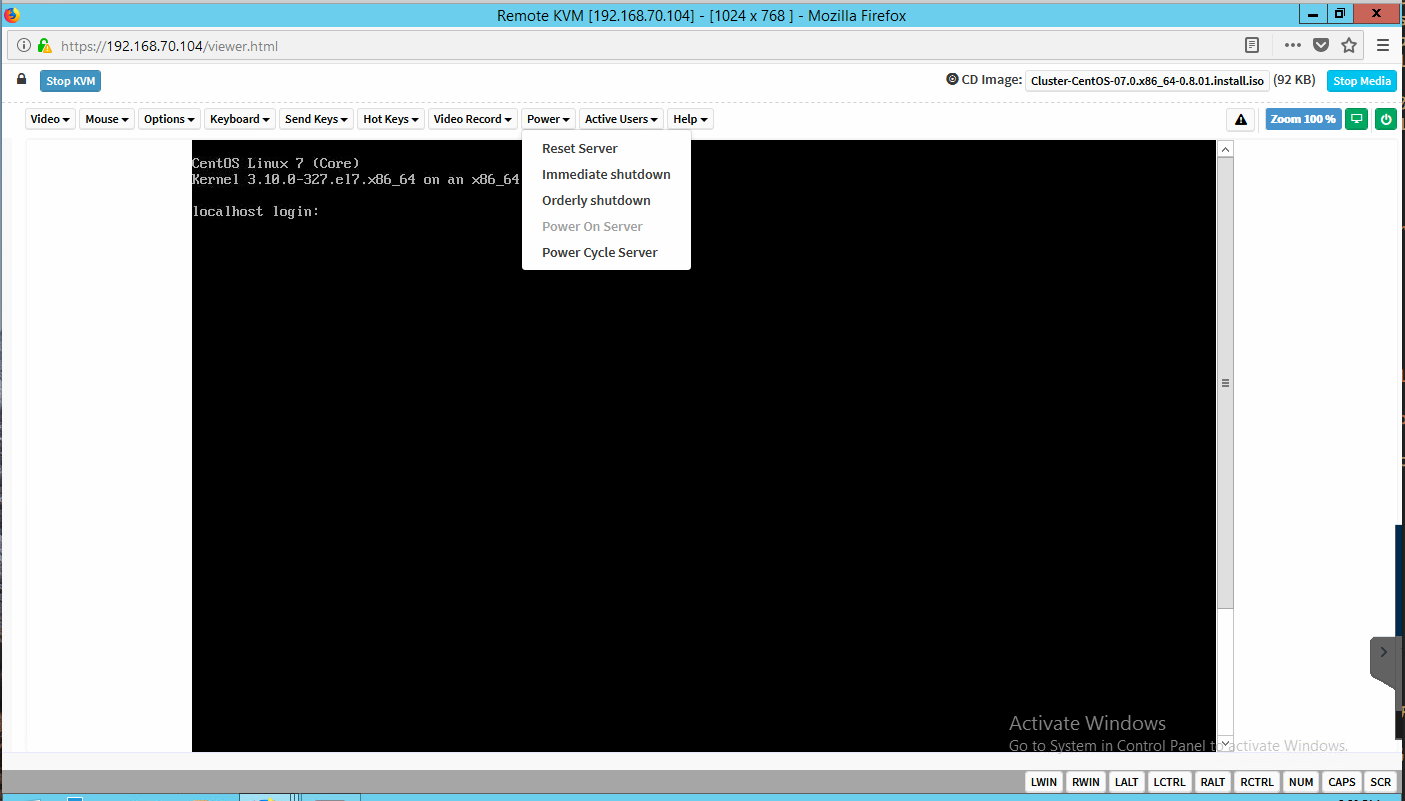 Remote KVM [192.168.70.104] - [1024 x 768 ] - Mozilla Firefox
https://192.168.70.104/viewer.html
Stop KVM
CD Image: Cluster-CentOS-07.0.x86_64-0.8.01.install.iso (92 KB) Stop Media
Video Mouse Options Keyboard Send Keys Hot Keys Video Record Power Active Users Help Zoom 100 %
Reset Server
Immediate shutdown
Orderly shutdown
Power On Server
Power Cycle Server
CentOS Linux 7 (Core)
Kernel 3.10.0-327.el7.x86_64 on an x86_64
localhost login:
Activate Windows
Go to System in Control Panel to activate Windows.
LWIN RWIN LALT LCTRL RALT RCTRL NUM CAPS SCR